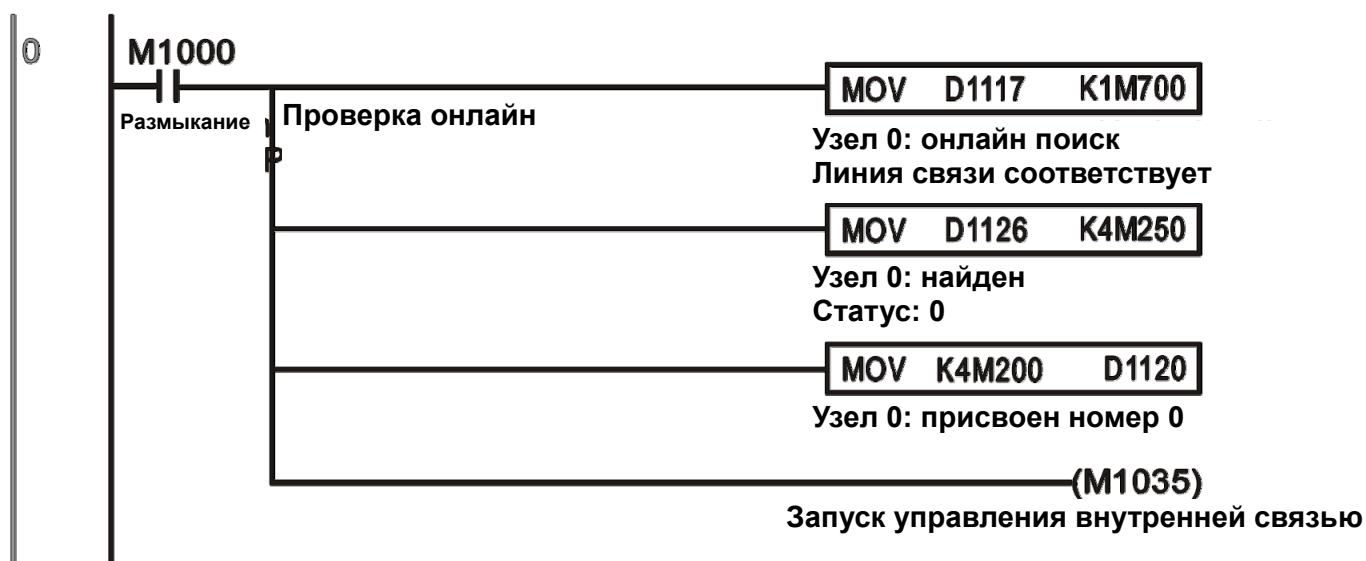 0
M1000
Размыкание
Проверка онлайн
P
MOV D1117 K1M700
Узел 0: онлайн поиск
Линия связи соответствует
MOV D1126 K4M250
Узел 0: найден
Статус: 0
MOV K4M200 D1120
Узел 0: присвоен номер 0
(M1035)
Запуск управления внутренней связью